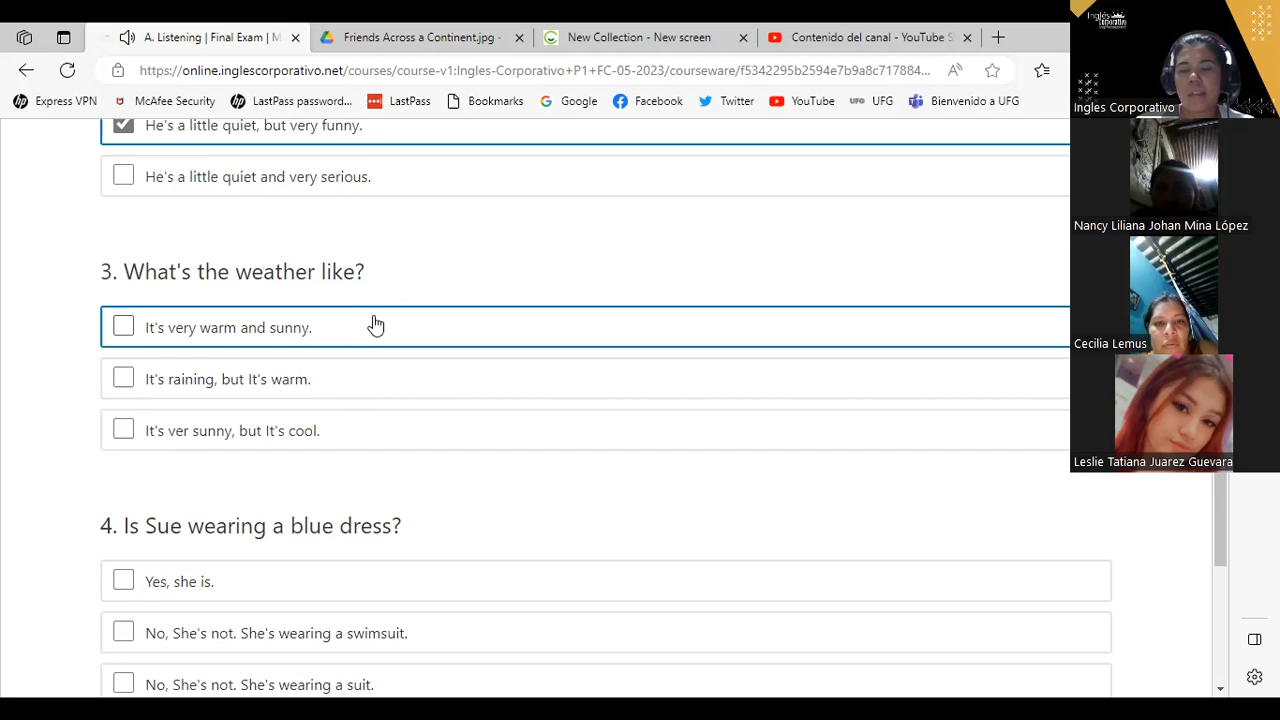 A. Listening | Final Exam | M
Friends Across a Continent.jpg -
New Collection - New screen
Contenido del canal - YouTube S
https://online.inglescorporativo.net/courses/course-v1:Ingles-Corporativo+P1+FC-05-2023/courseware/f5342295b2594e7b9a8c717884...
Express VPN
McAfee Security
LastPass password...
LastPass
Bookmarks
Google
Facebook
Twitter
YouTube
UFG
Bienvenido a UFG
He's a little quiet, but very funny.
He's a little quiet and very serious.
3. What's the weather like?
It's very warm and sunny.
It's raining, but It's warm.
It's ver sunny, but It's cool.
4. Is Sue wearing a blue dress?
Yes, she is.
No, She's not. She's wearing a swimsuit.
No, She's not. She's wearing a suit.
Inglés
Corporativo
Ingles Corporativo
Nancy Liliana Johan Mina López
Cecilia Lemus
Leslie Tatiana Juarez Guevara